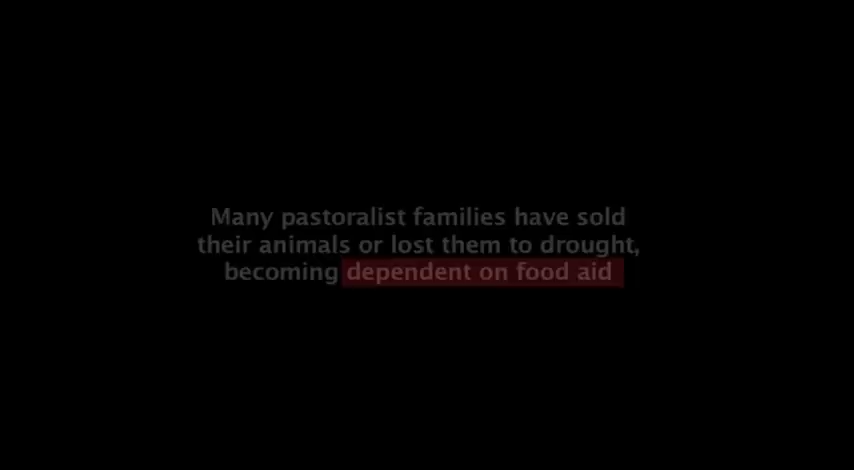 Many pastoralist families have sold
their animals or lost them to drought,
becoming dependent on food aid